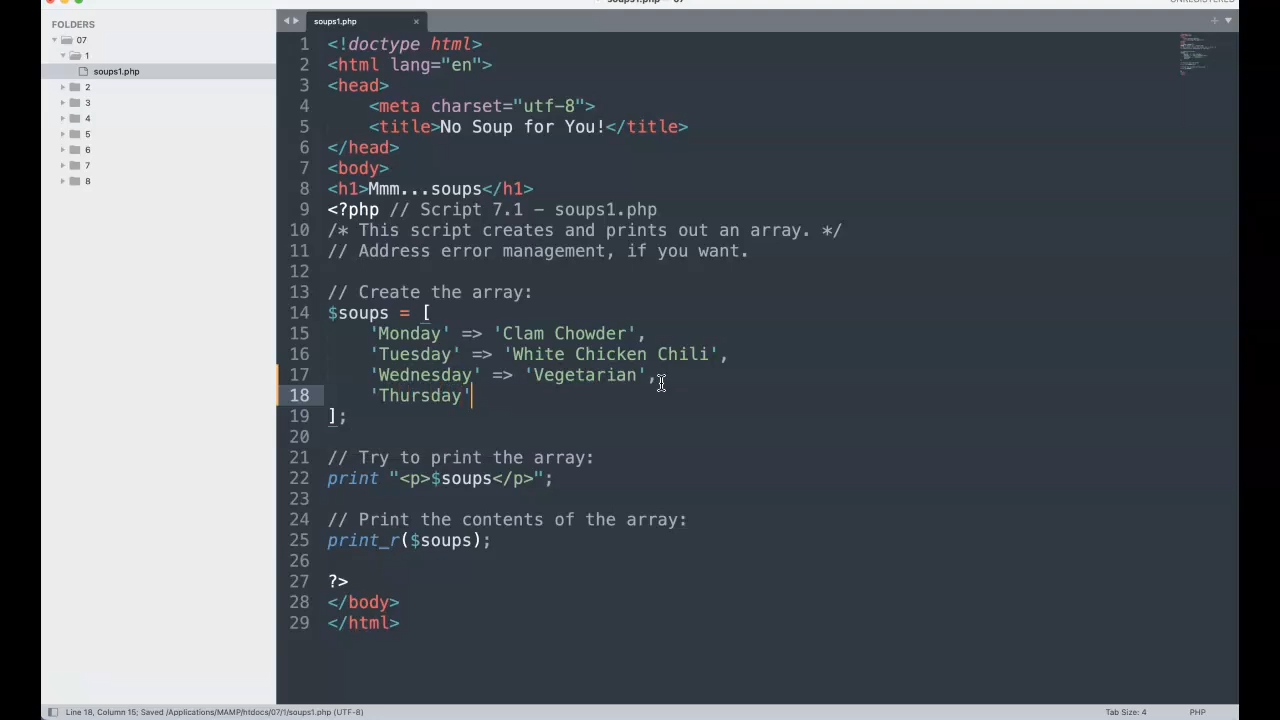 soups1.php — 07
UNREGISTERED
FOLDERS
07
1
soups1.php
2
3
4
5
6
7
8
soups1.php
1 <!doctype html>
2 <html lang="en">
3 <head>
4     <meta charset="utf-8">
5     <title>No Soup for You!</title>
6 </head>
7 <body>
8 <h1>Mmm...soups</h1>
9 <?php // Script 7.1 - soups1.php
10 /* This script creates and prints out an array. */
11 // Address error management, if you want.
12
13 // Create the array:
14 $soups = [
15     'Monday' => 'Clam Chowder',
16     'Tuesday' => 'White Chicken Chili',
17     'Wednesday' => 'Vegetarian',
18     'Thursday'
19 ];
20
21 // Try to print the array:
22 print "<p>$soups</p>";
23
24 // Print the contents of the array:
25 print_r($soups);
26
27 ?>
28 </body>
29 </html>
Line 18, Column 15; Saved /Applications/MAMP/htdocs/07/1/soups1.php (UTF-8)
Tab Size: 4
PHP